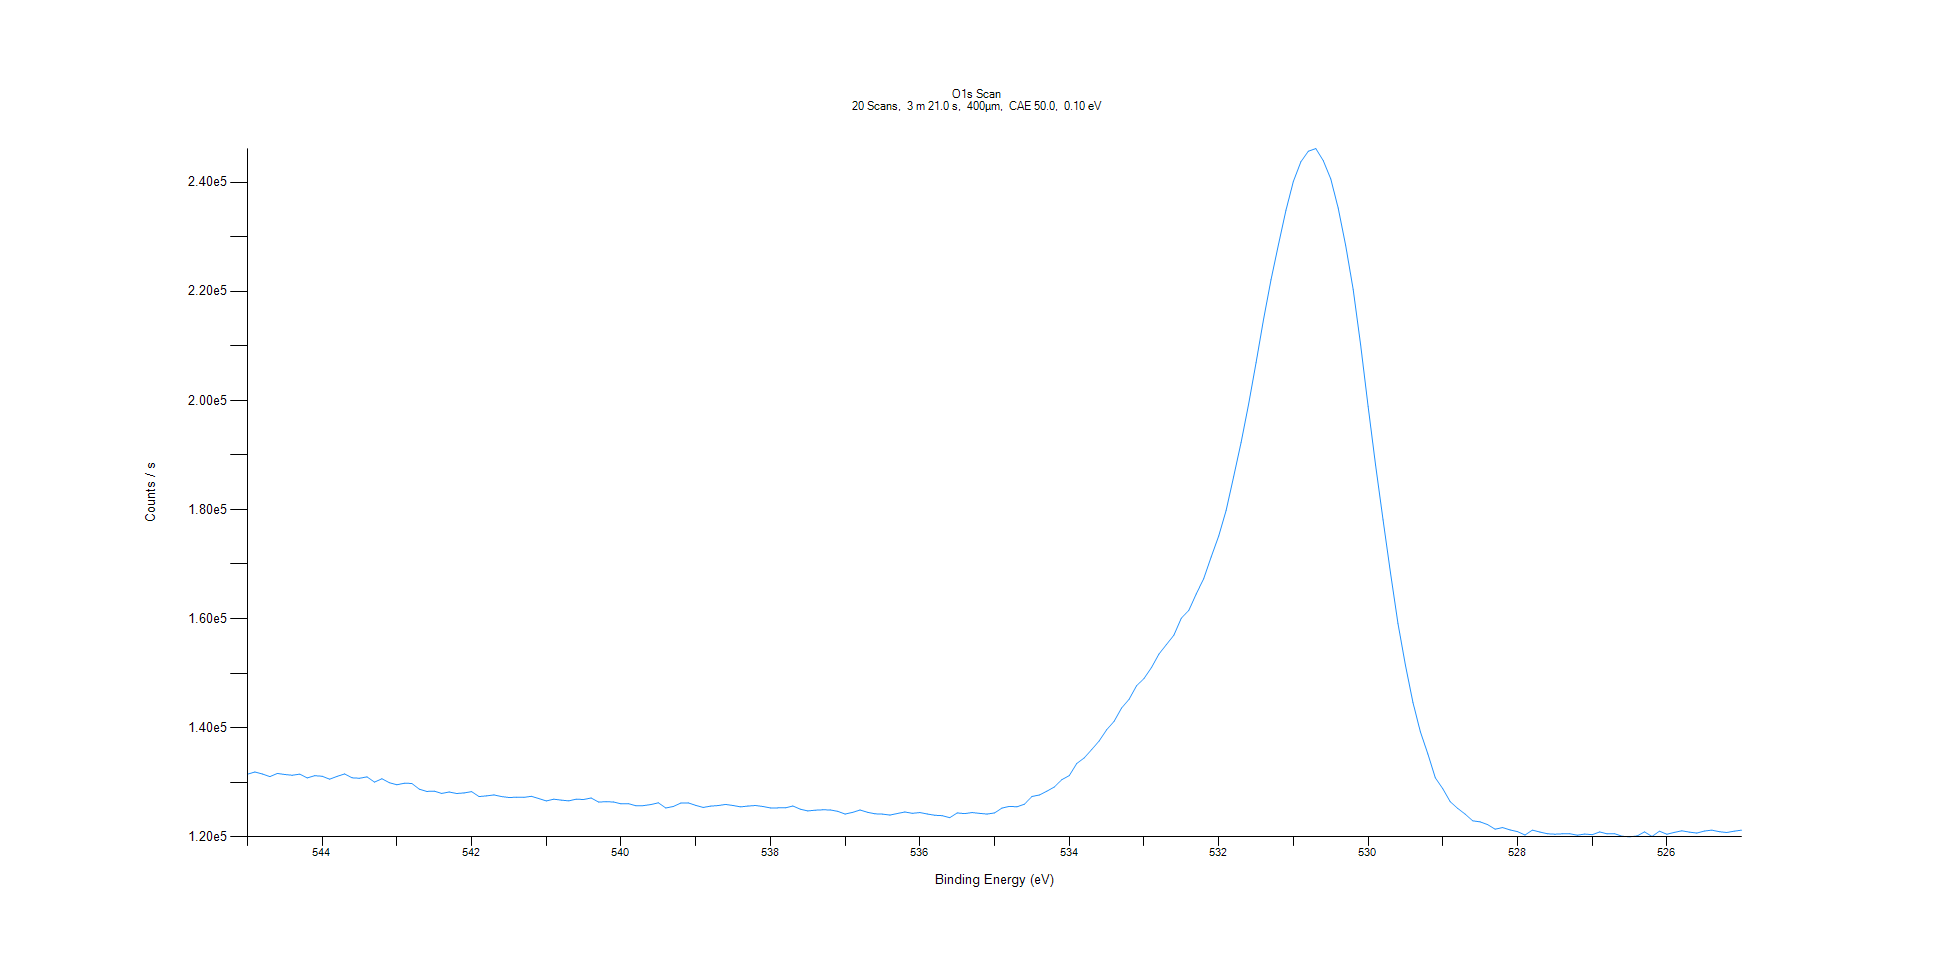 O1s Scan
20 Scans, 3 m 21.0 s, 400µm, CAE 50.0, 0.10 eV
2.40e5
2.20e5
2.00e5
1.80e5
1.60e5
1.40e5
1.20e5
Counts / s
544 542 540 538 536 534 532 530 528 526
Binding Energy (eV)